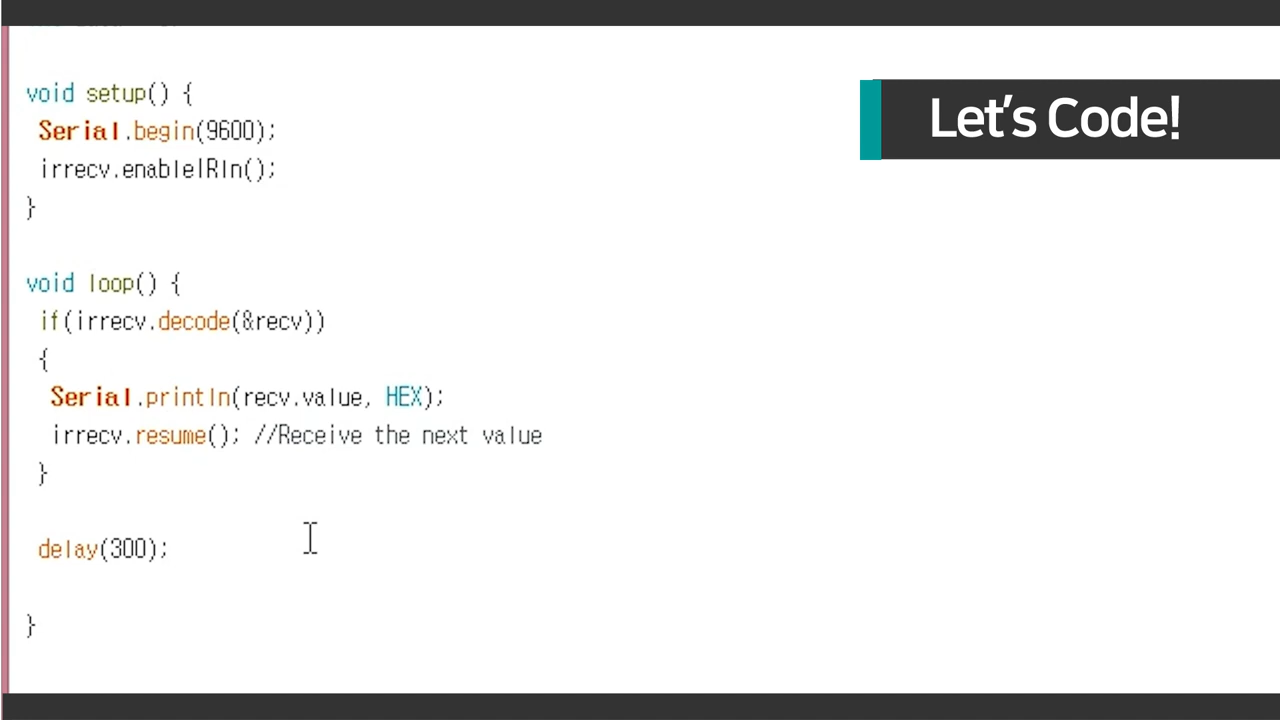 void setup() {
Serial.begin(9600);
irrecv.enableIRIn();
}
void loop() {
if(irrecv.decode(&recv))
{
Serial.println(recv.value, HEX);
irrecv.resume(); //Receive the next value
}
delay(300);
}
Let's Code!